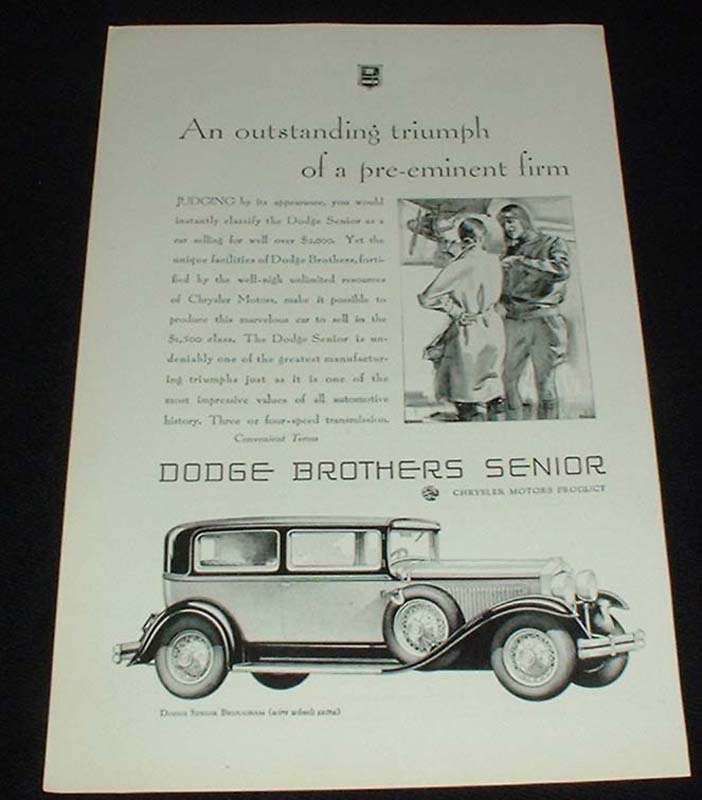 An outstanding triumph
of a pre-eminent firm
JUDGING by its appearance, you would
instantly classify the Dodge Senior as a
car selling for well over $2,000. Yet the
unique facilities of Dodge Brothers, forti-
fied by the well-nigh unlimited resources
of Chrysler Motors, make it possible to
produce this marvelous car to sell in the
$1,500 class. The Dodge Senior is un-
deniably one of the greatest manufactur-
ing triumphs just as it is one of the
most impressive values of all automotive
history. Three or four-speed transmission.
Convenient Terms
DODGE BROTHERS SENIOR
CHRYSLER MOTORS PRODUCT
DODGE SENIOR BROUGHAM (wire wheels extra)